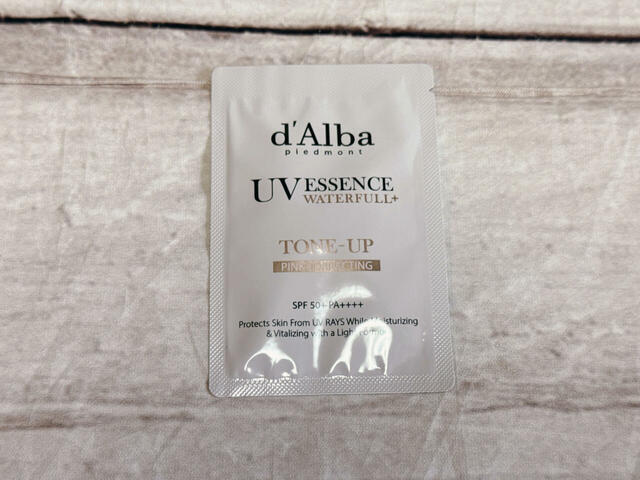 d'Alba
piedmont
UV ESSENCE
WATERFULL+
TONE-UP
PINK CORRECTING
SPF 50+ PA++++
Protects Skin From UV RAYS While Moisturizing
& Vitalizing with a Light